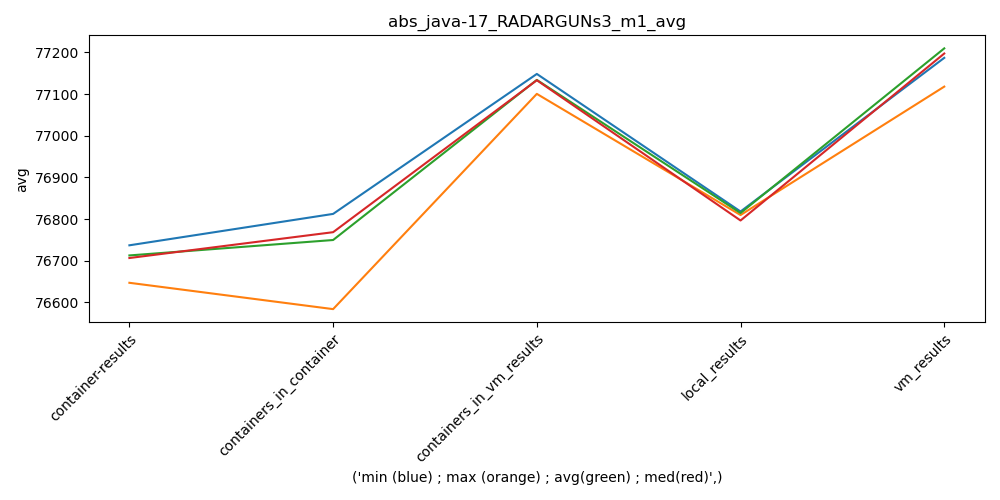 abs_java-17_RADARGUNs3_m1_avg
77200
77100
77000
76900
76800
76700
76600
avg
container-results
containers_in_container
containers_in_vm_results
local_results
vm_results
('min (blue) ; max (orange) ; avg(green) ; med(red)',)